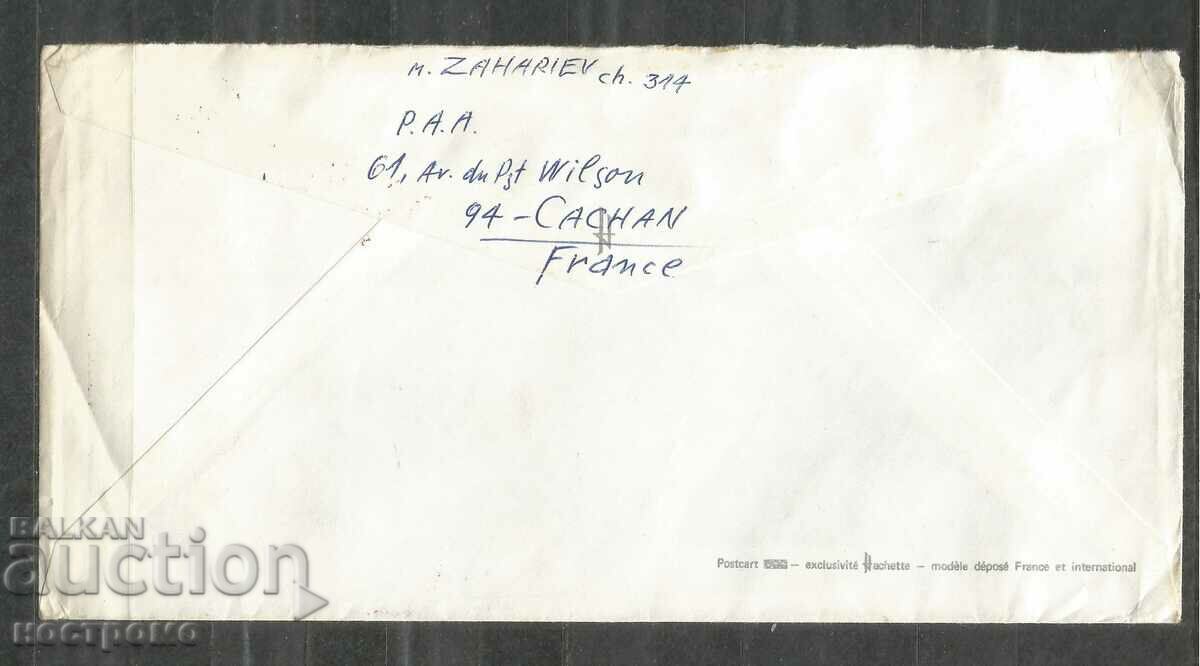 M. ZAHARIEV ch. 314
P.A.A.
61, Av. du Pst Wilson
94 - CACHAN
France
Postcart — exclusivité Hachette — modèle déposé France et international
BALKAN
auction
костромо